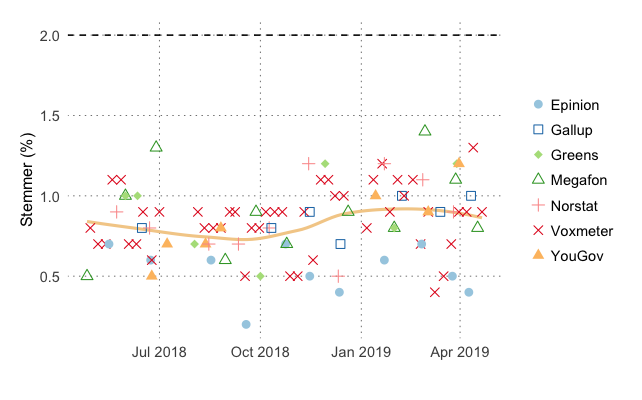 2.0
1.5
1.0
0.5
Stemmer (%)
Jul 2018
Oct 2018
Jan 2019
Apr 2019
Epinion
Gallup
Greens
Megafon
Norstat
Voxmeter
YouGov